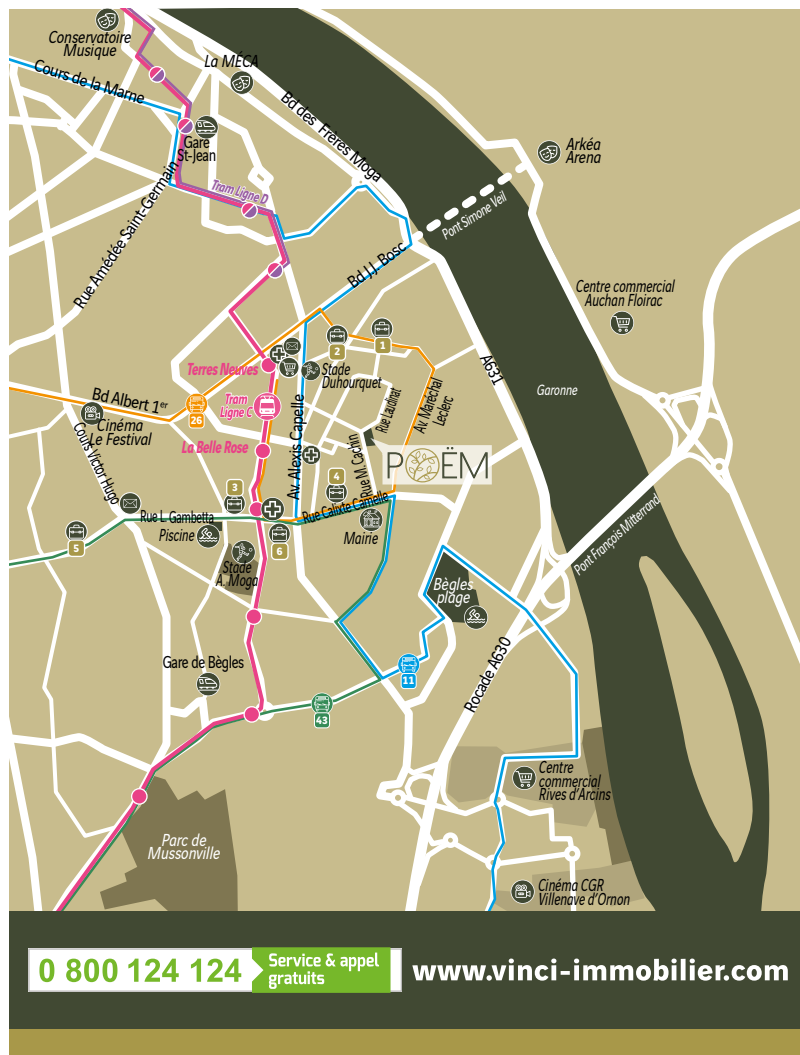 Conservatoire
Musique
La MÉCA
Cours de la Marne
Bd des Frères Moga
Gare
St-Jean
Arkéa
Arena
Tram Ligne D
Rue Amédée Saint-Germain
Pont Simone Veil
Bd J.J. Bosc
Centre commercial
Auchan Floirac
2
1
Terres Neuves
Stade
Duhourquet
A631
Garonne
Bd Albert 1er
26
Tram
Ligne C
Rue Laudinat
Av. Maréchal
Leclerc
Cinéma
Le Festival
Cours Victor Hugo
La Belle Rose
Av. Alexis Capelle
Rue M. Cachin
POËM
3
4
Rue L. Gambetta
Rue Calixte Camelle
Piscine
Mairie
5
6
Pont François Mitterrand
Stade
A. Moga
Bègles
plage
Gare de Bègles
11
Rocade A630
43
Centre
commercial
Rives d'Arcins
Parc de
Mussonville
Cinéma CGR
Villenave d'Ornon
0 800 124 124
Service & appel
gratuits
www.vinci-immobilier.com